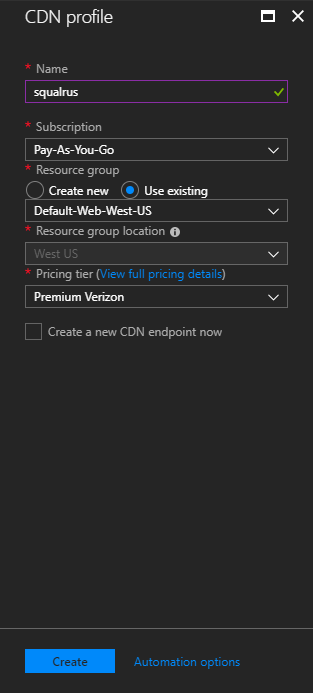 CDN profile
* Name
squalrus
* Subscription
Pay-As-You-Go
* Resource group
Create new Use existing
Default-Web-West-US
* Resource group location
West US
* Pricing tier (View full pricing details)
Premium Verizon
Create a new CDN endpoint now
Create Automation options